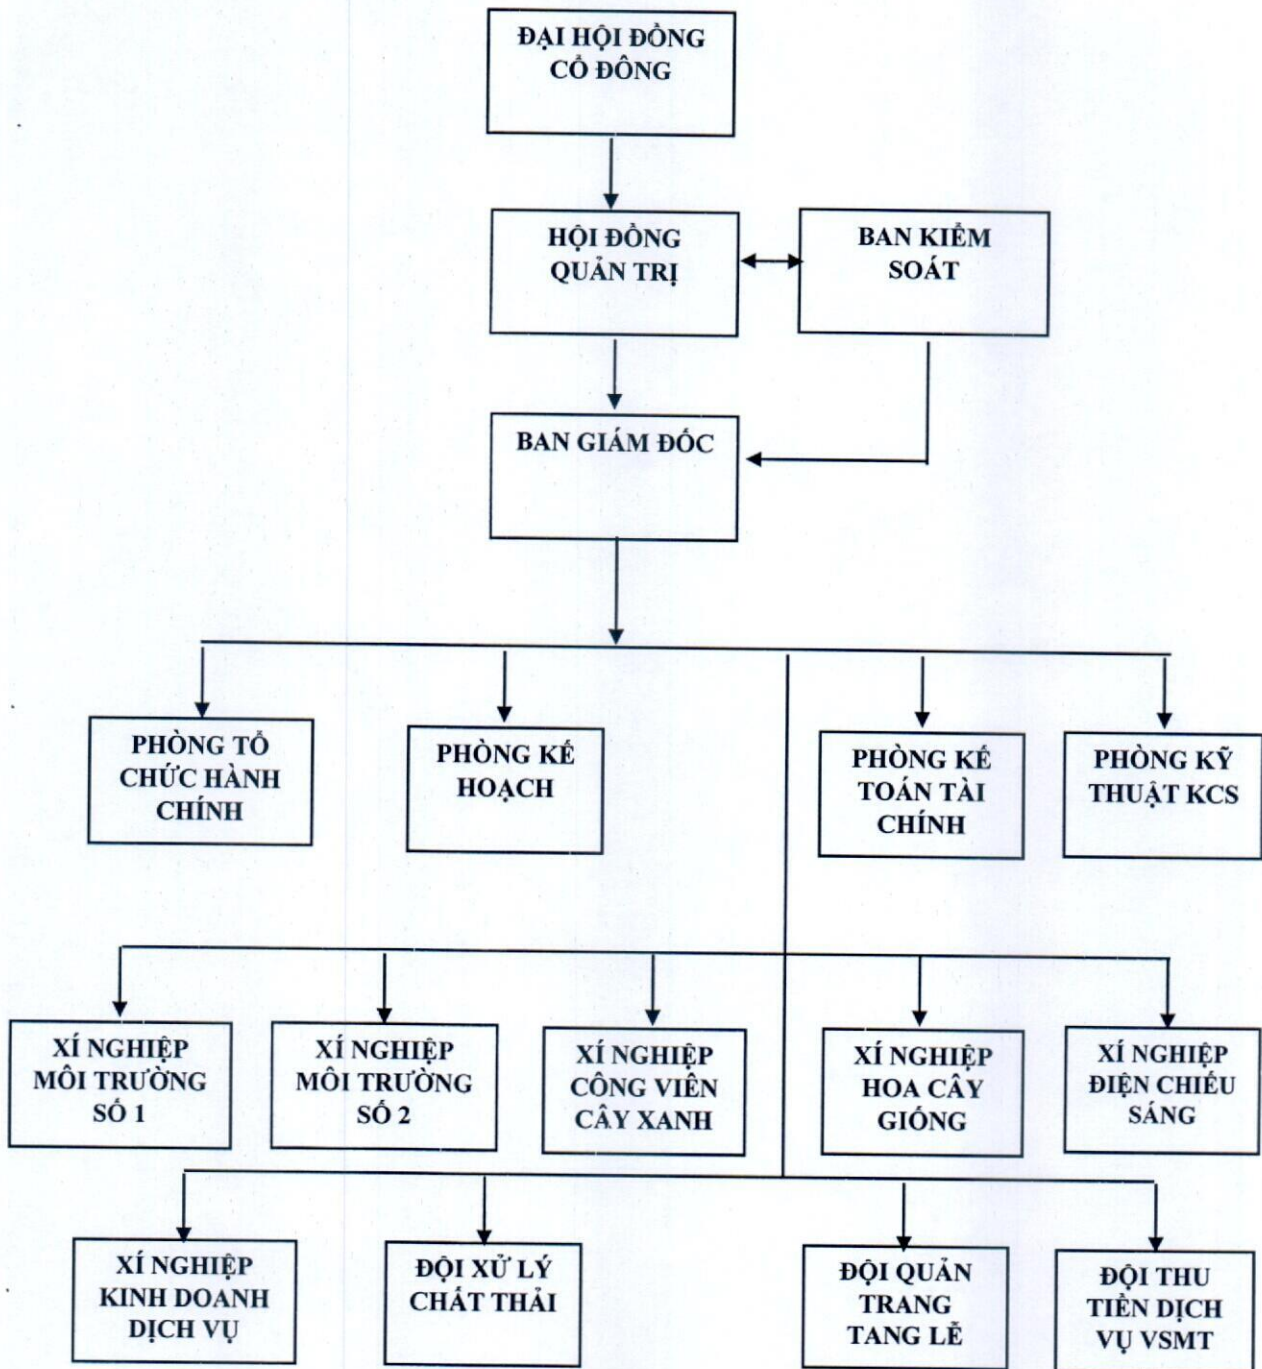 ĐẠI HỘI ĐỒNG
CỔ ĐÔNG
HỘI ĐỒNG
QUẢN TRỊ
BAN KIỂM
SOÁT
BAN GIÁM ĐỐC
PHÒNG TỔ
CHỨC HÀNH
CHÍNH
PHÒNG KẾ
HOẠCH
PHÒNG KẾ
TOÁN TÀI
CHÍNH
PHÒNG KỸ
THUẬT KCS
XÍ NGHIỆP
MÔI TRƯỜNG
SỐ 1
XÍ NGHIỆP
MÔI TRƯỜNG
SỐ 2
XÍ NGHIỆP
CÔNG VIÊN
CÂY XANH
XÍ NGHIỆP
HOA CÂY
GIỐNG
XÍ NGHIỆP
ĐIỆN CHIẾU
SÁNG
XÍ NGHIỆP
KINH DOANH
DỊCH VỤ
ĐỘI XỬ LÝ
CHẤT THẢI
ĐỘI QUẢN
TRANG
TANG LỄ
ĐỘI THU
TIỀN DỊCH
VỤ VSMT